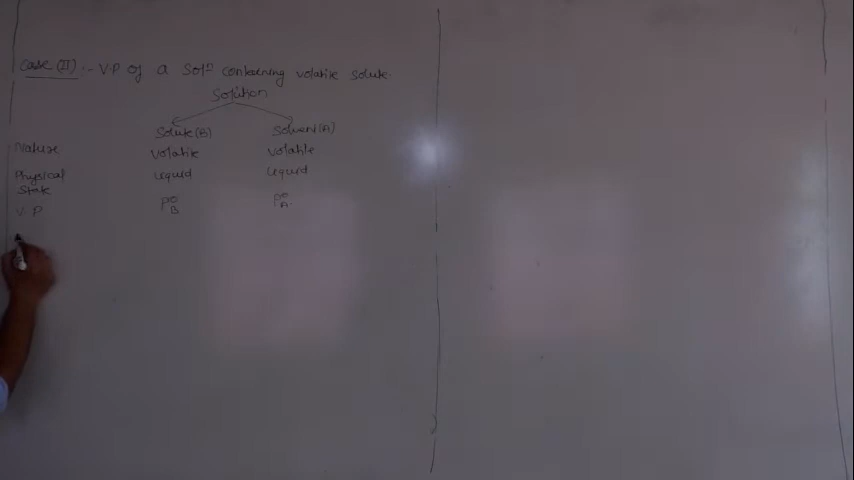 Case (II) :- V.P of a Solⁿ containing volatile solute
Solution
Solute(B) Solvent(A)
Nature volatile volatile
Physical State liquid liquid
V.P P°B P°A